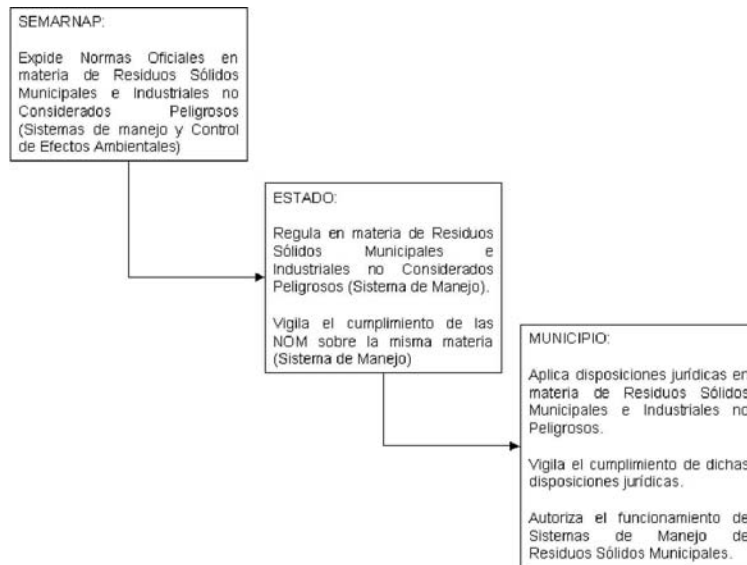 SEMARNAP:
Expide Normas Oficiales en
materia de Residuos Sólidos
Municipales e Industriales no
Considerados Peligrosos
(Sistemas de manejo y Control
de Efectos Ambientales)
ESTADO:
Regula en materia de Residuos
Sólidos Municipales e
Industriales no Considerados
Peligrosos (Sistema de Manejo).
Vigila el cumplimiento de las
NOM sobre la misma materia
(Sistema de Manejo)
MUNICIPIO:
Aplica disposiciones jurídicas en
materia de Residuos Sólidos
Municipales e Industriales no
Peligrosos.
Vigila el cumplimiento de dichas
disposiciones jurídicas.
Autoriza el funcionamiento de
Sistemas de Manejo de
Residuos Sólidos Municipales.